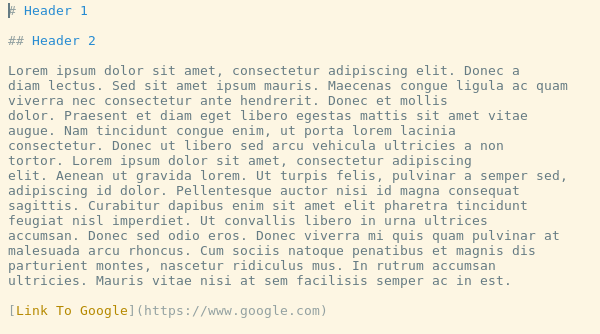 # Header 1
## Header 2
Lorem ipsum dolor sit amet, consectetur adipiscing elit. Donec a
diam lectus. Sed sit amet ipsum mauris. Maecenas congue ligula ac quam
viverra nec consectetur ante hendrerit. Donec et mollis
dolor. Praesent et diam eget libero egestas mattis sit amet vitae
augue. Nam tincidunt congue enim, ut porta lorem lacinia
consectetur. Donec ut libero sed arcu vehicula ultricies a non
tortor. Lorem ipsum dolor sit amet, consectetur adipiscing
elit. Aenean ut gravida lorem. Ut turpis felis, pulvinar a semper sed,
adipiscing id dolor. Pellentesque auctor nisi id magna consequat
sagittis. Curabitur dapibus enim sit amet elit pharetra tincidunt
feugiat nisl imperdiet. Ut convallis libero in urna ultrices
accumsan. Donec sed odio eros. Donec viverra mi quis quam pulvinar at
malesuada arcu rhoncus. Cum sociis natoque penatibus et magnis dis
parturient montes, nascetur ridiculus mus. In rutrum accumsan
ultricies. Mauris vitae nisi at sem facilisis semper ac in est.
[Link To Google](https://www.google.com)